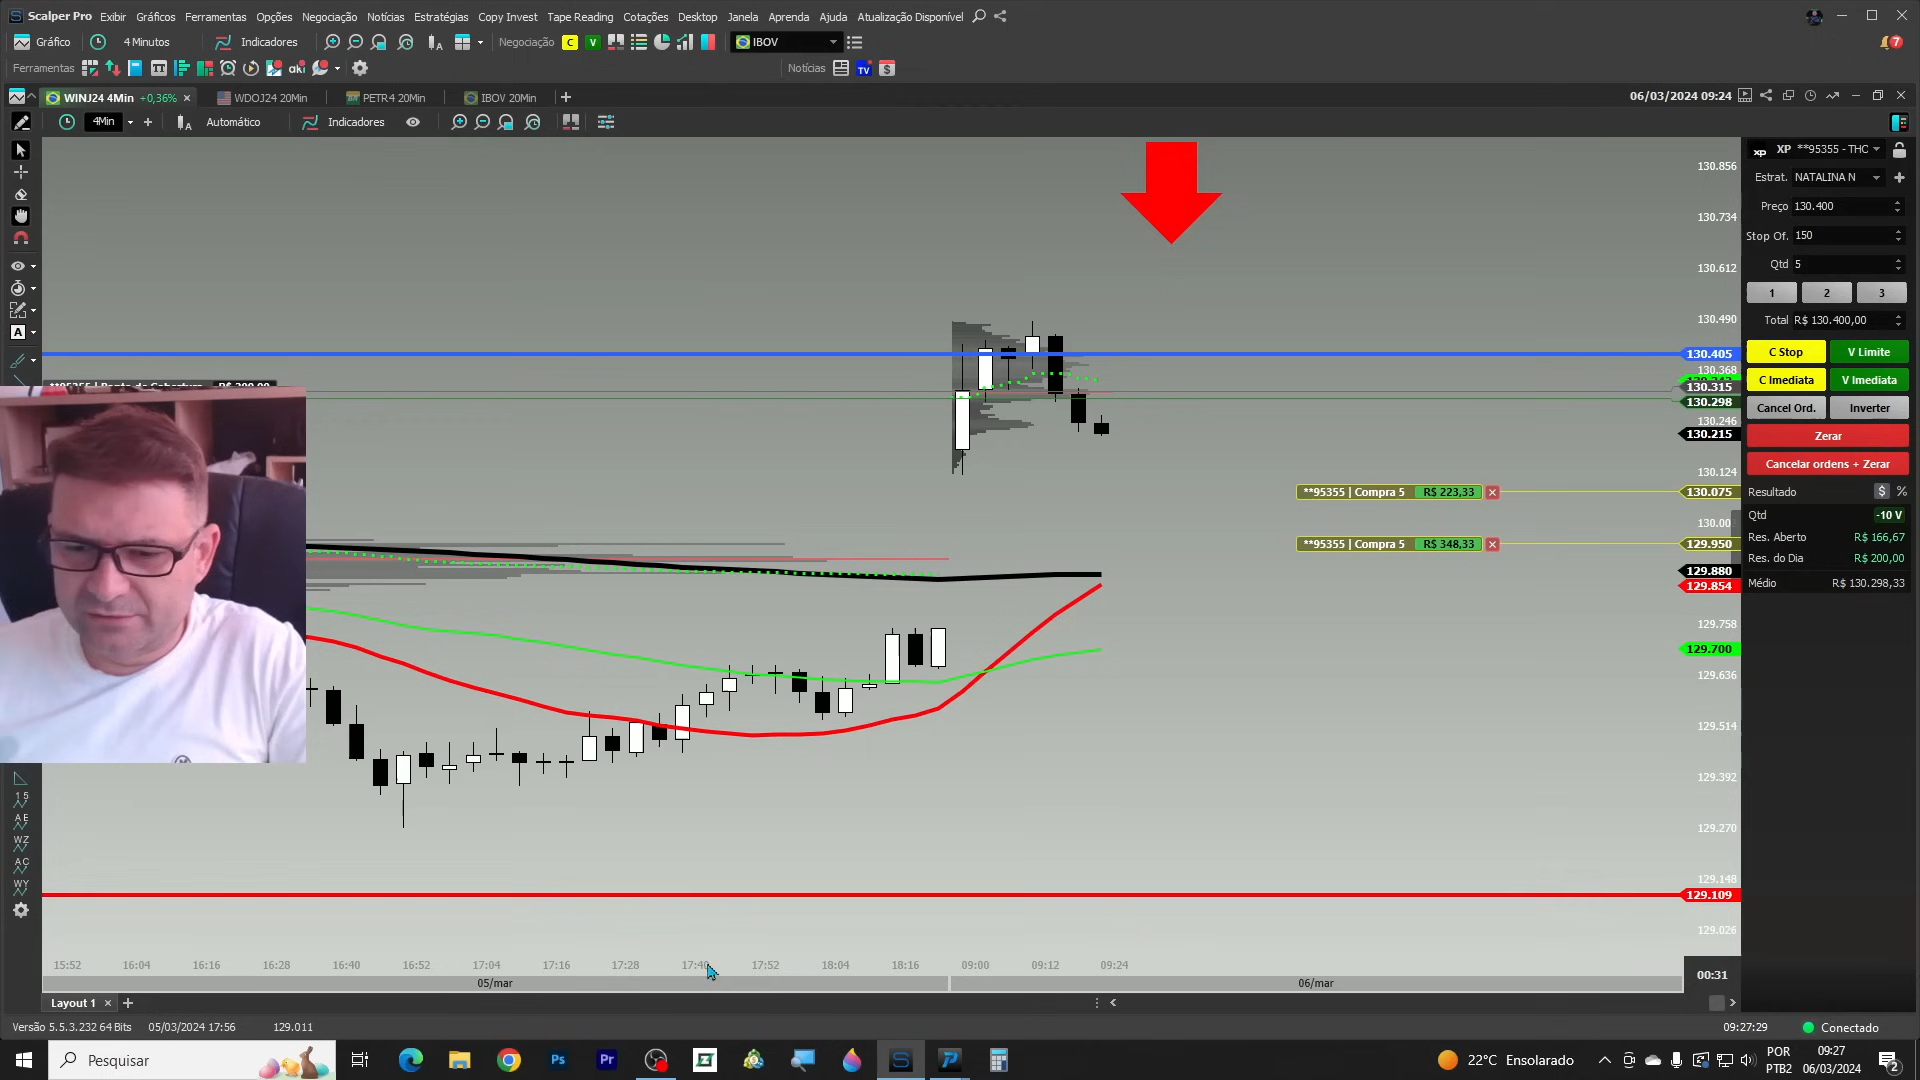 Scalper Pro Exibir Gráficos Ferramentas Opções Negociação Notícias Estratégias Copy Invest Tape Reading Cotações Desktop Janela Aprenda Ajuda Atualização Disponível
Gráfico 4 Minutos Indicadores Negociação C V IBOV 7
Ferramentas aki Notícias TV $
WINJ24 4Min +0,36% WDOJ24 20Min PETR4 20Min IBOV 20Min 06/03/2024 09:24
4Min Automático Indicadores
XP **95355 - THC
Estrat. NATALINA N
Preço 130.400
Stop Of. 150
Qtd 5
1 2 3
Total R$ 130.400,00
C Stop V Limite
C Imediata V Imediata
Cancel Ord. Inverter
Zerar
Cancelar ordens + Zerar
Resultado $ %
Qtd -10 V
Res. Aberto R$ 166,67
Res. do Dia R$ 200,00
Médio R$ 130.298,33
130.856
130.734
130.612
130.490
130.405
130.368
130.315
130.298
130.246
130.215
130.124
130.075
130.00
129.950
129.880
129.854
129.758
129.700
129.636
129.514
129.392
129.270
129.148
129.109
129.026
**95355 | Compra 5 R$ 223,33
**95355 | Compra 5 R$ 348,33
A
15
AE
WZ
AC
WY
15:52 16:04 16:16 16:28 16:40 16:52 17:04 17:16 17:28 17:40 17:52 18:04 18:16 09:00 09:12 09:24
05/mar 06/mar
00:31
Layout 1
Versão 5.5.3.232 64 Bits 05/03/2024 17:56 129.011 09:27:29 Conectado
Pesquisar Ps Pr 22°C Ensolarado POR PTB2 09:27 06/03/2024 2